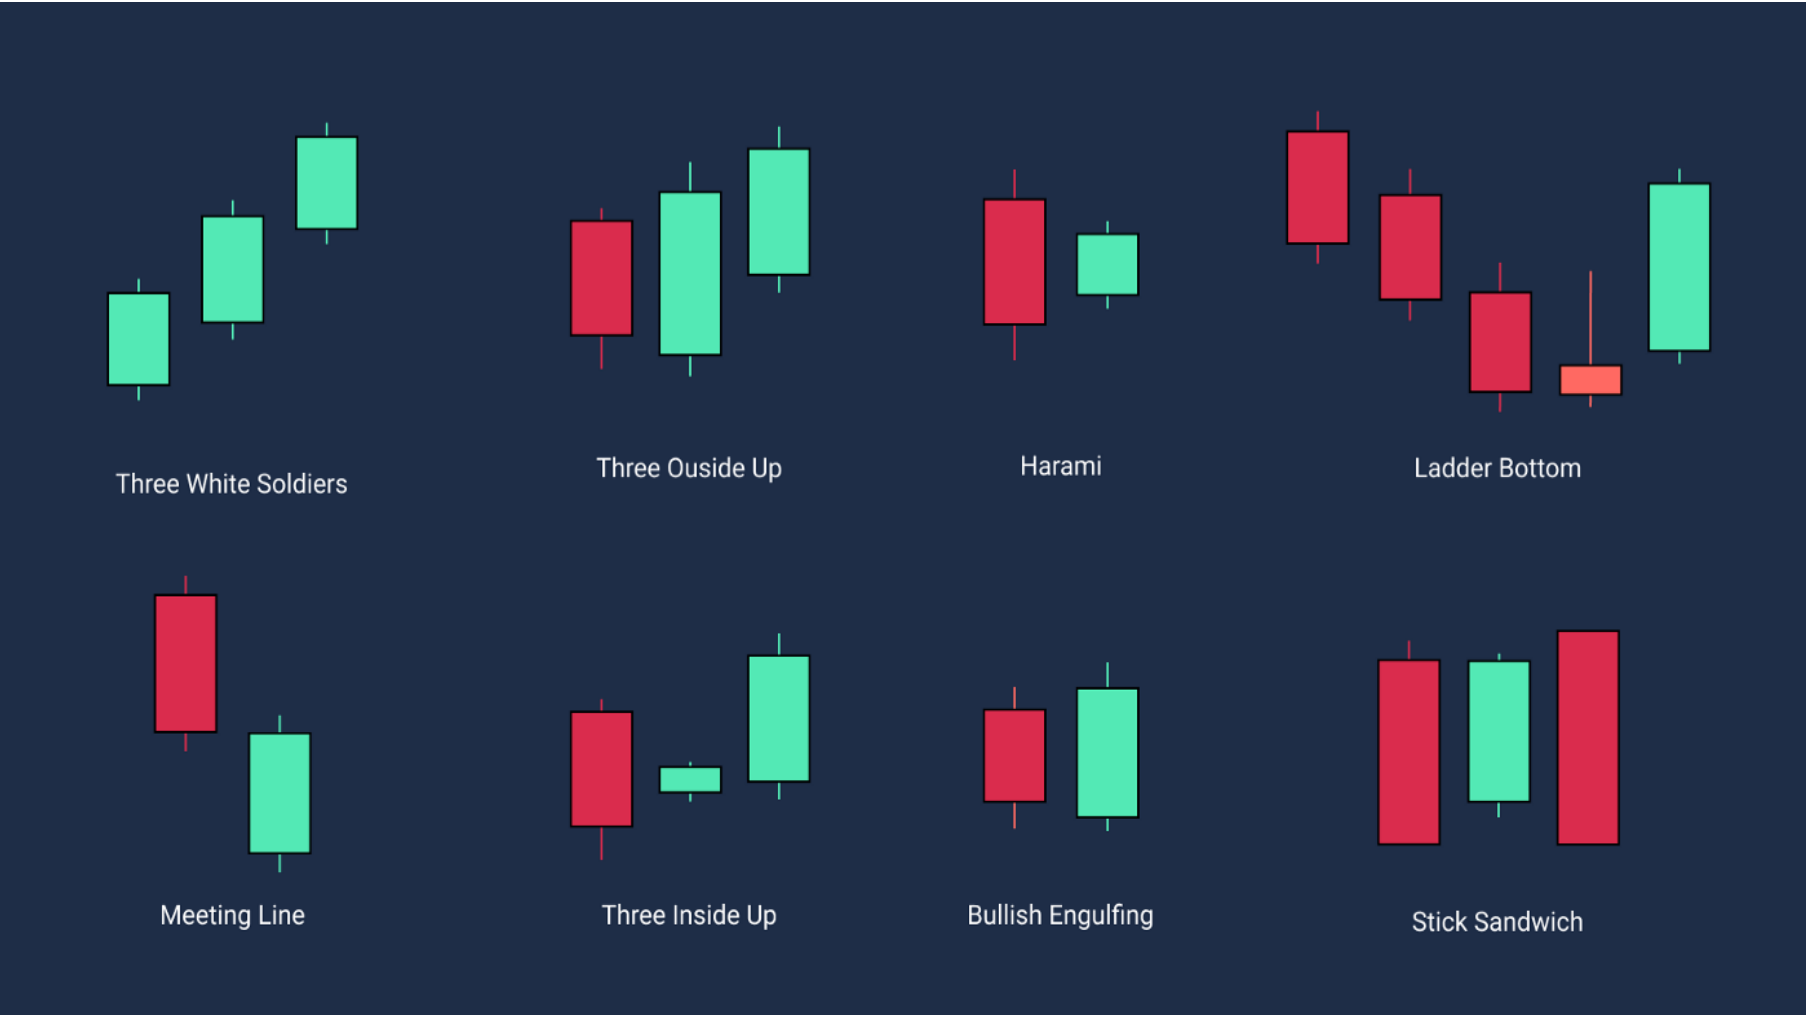 Three White Soldiers
Three Ouside Up
Harami
Ladder Bottom
Meeting Line
Three Inside Up
Bullish Engulfing
Stick Sandwich